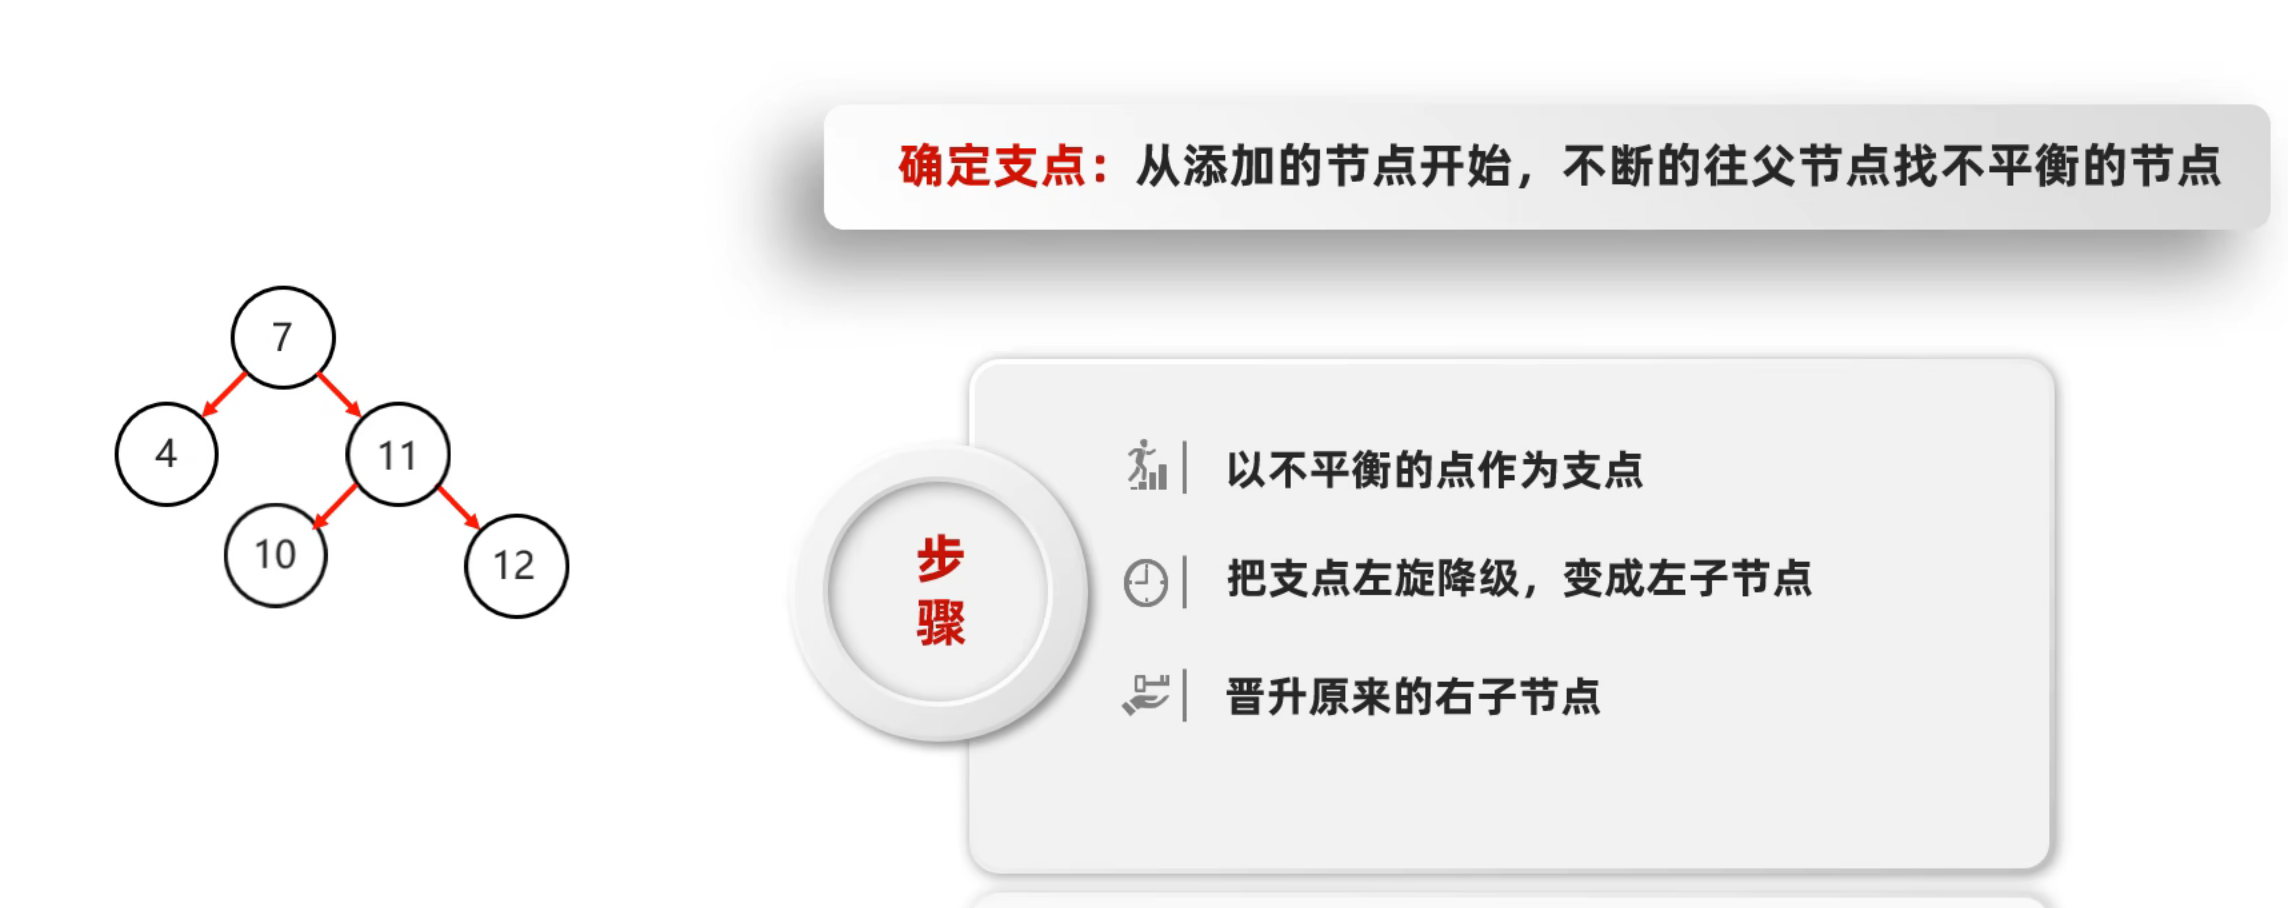 确定支点：从添加的节点开始，不断的往父节点找不平衡的节点
7
4
11
10
12
步
骤
以不平衡的点作为支点
把支点左旋降级，变成左子节点
晋升原来的右子节点